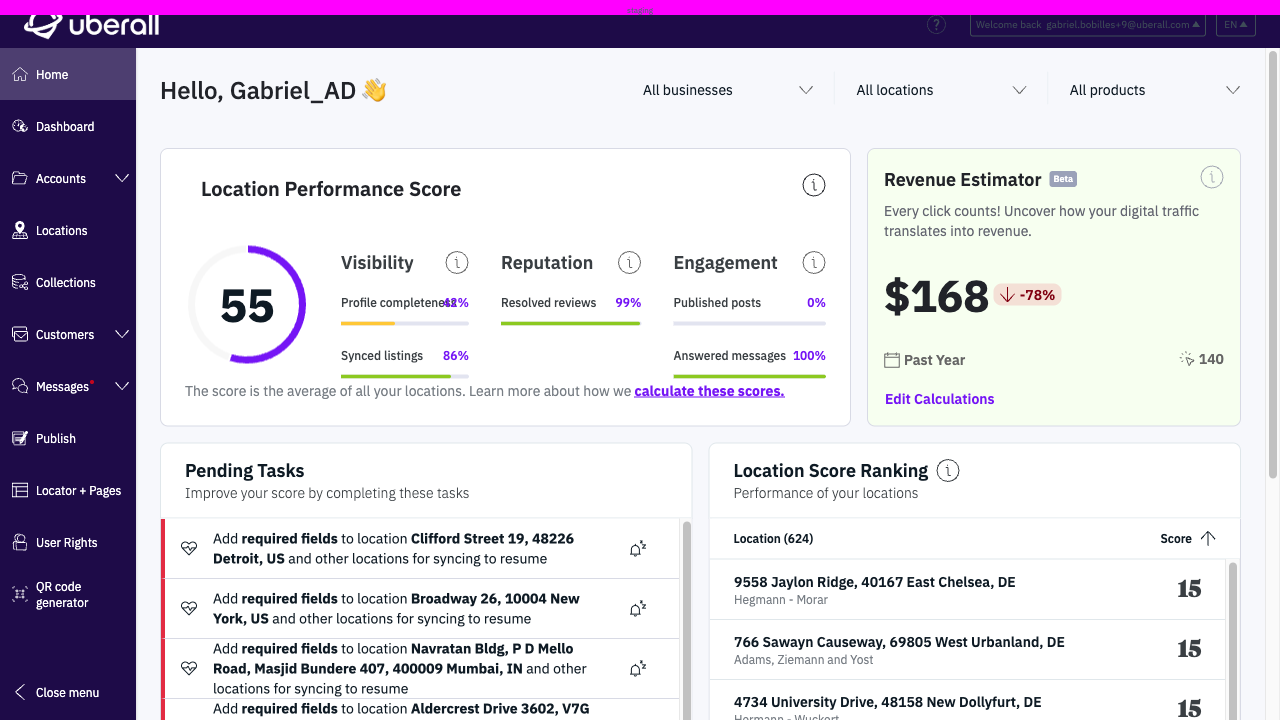 uberall
?
Welcome back gabriel.bobilles+9@uberall.com
EN
Home
Dashboard
Accounts
Locations
Collections
Customers
Messages
Publish
Locator + Pages
User Rights
QR code
generator
Close menu
Hello, Gabriel_AD 👋
All businesses
All locations
All products
Location Performance Score
55
Visibility
Profile completeness 42%
Synced listings 86%
Reputation
Resolved reviews 99%
Engagement
Published posts 0%
Answered messages 100%
The score is the average of all your locations. Learn more about how we calculate these scores.
Revenue Estimator Beta
Every click counts! Uncover how your digital traffic
translates into revenue.
$168 -78%
Past Year 140
Edit Calculations
Pending Tasks
Improve your score by completing these tasks
Add required fields to location Clifford Street 19, 48226
Detroit, US and other locations for syncing to resume
Add required fields to location Broadway 26, 10004 New
York, US and other locations for syncing to resume
Add required fields to location Navratan Bldg, P D Mello
Road, Masjid Bundere 407, 400009 Mumbai, IN and other
locations for syncing to resume
Add required fields to location Aldercrest Drive 3602, V7G
Location Score Ranking
Performance of your locations
Location (624) Score
9558 Jaylon Ridge, 40167 East Chelsea, DE
Hegmann - Morar
15
766 Sawayn Causeway, 69805 West Urbanland, DE
Adams, Ziemann and Yost
15
4734 University Drive, 48158 New Dollyfurt, DE
Hermann - Wuckert
15